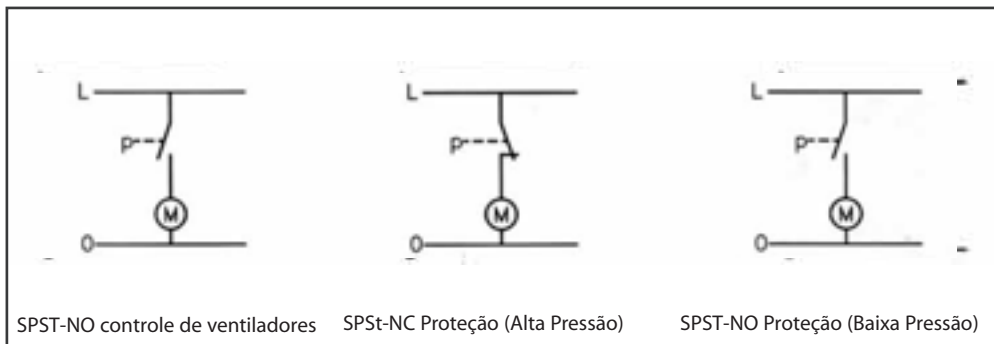 L L L
P P P
M M M
0 0 0
SPST-NO controle de ventiladores SPSt-NC Proteção (Alta Pressão) SPST-NO Proteção (Baixa Pressão)